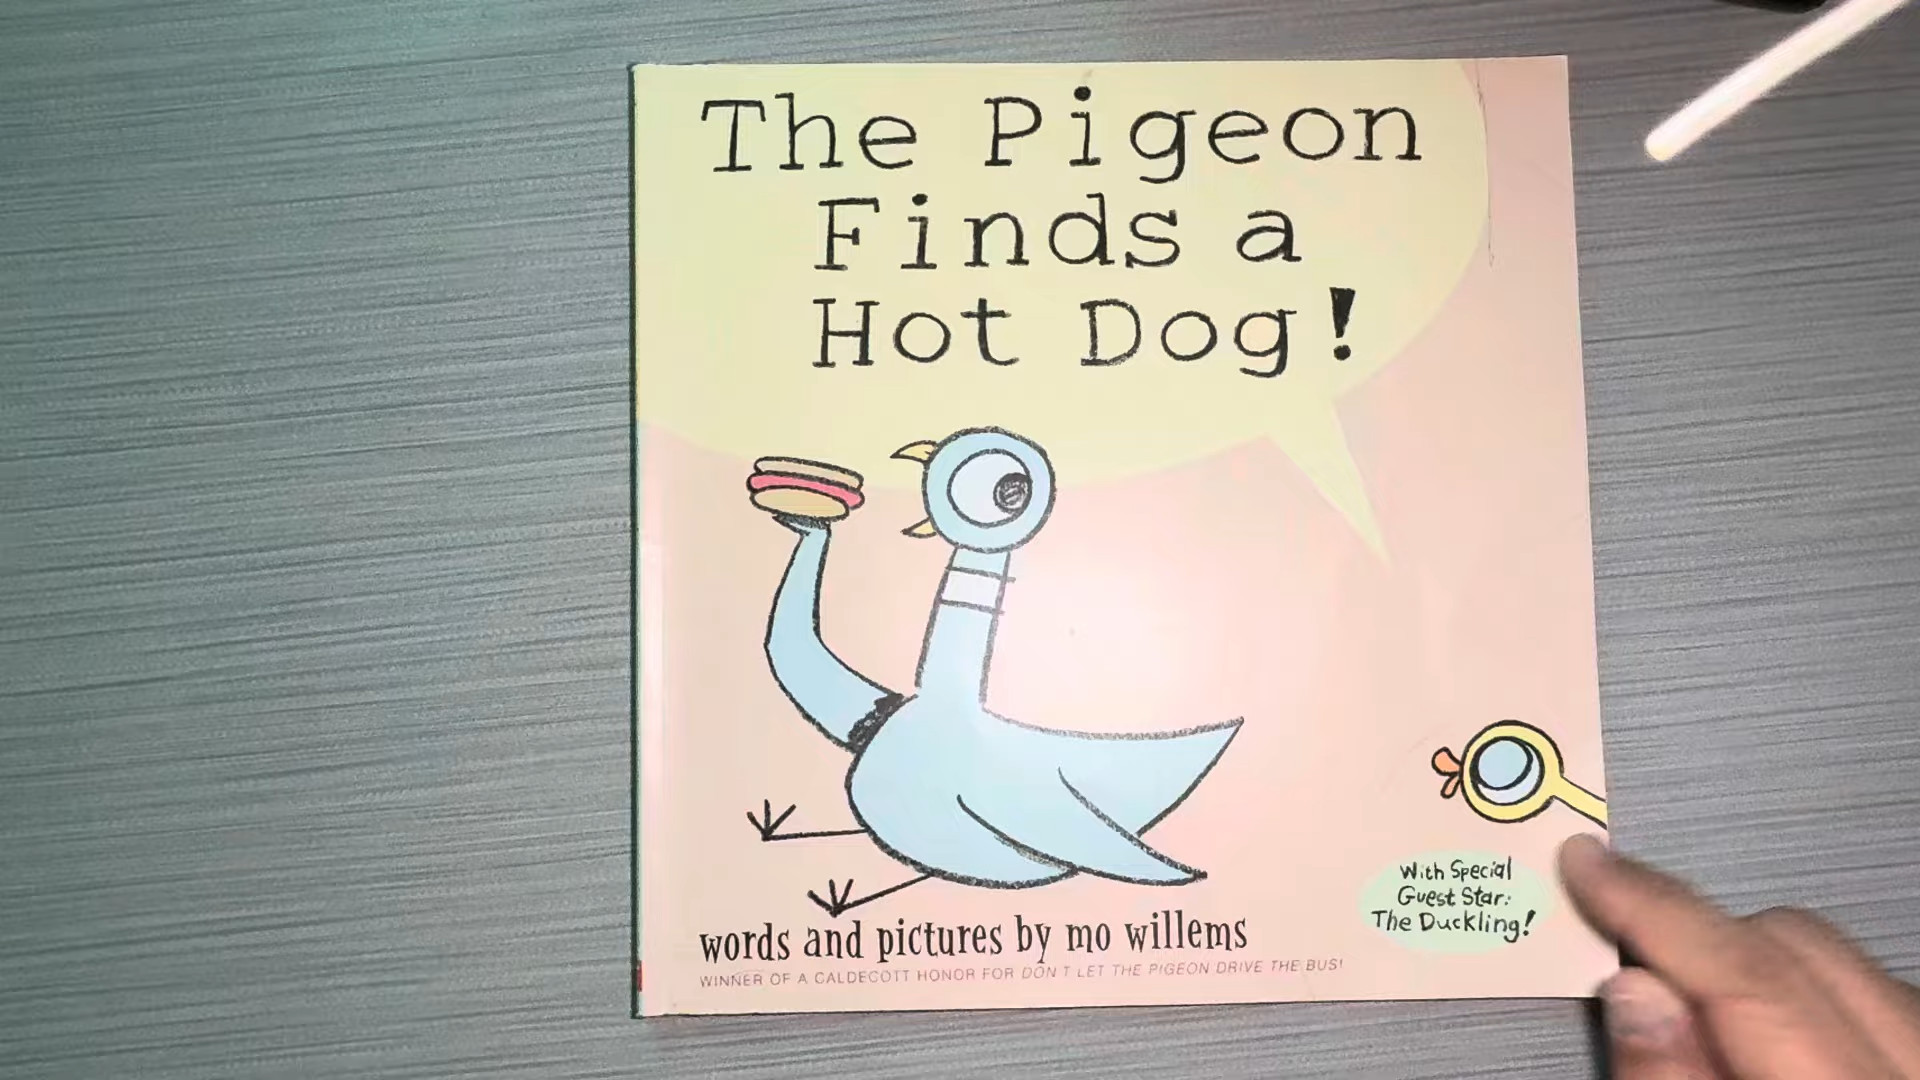 The Pigeon
Finds a
Hot Dog!
With Special
Guest Star:
The Duckling!
words and pictures by mo willems
WINNER OF A CALDECOTT HONOR FOR DON'T LET THE PIGEON DRIVE THE BUS!